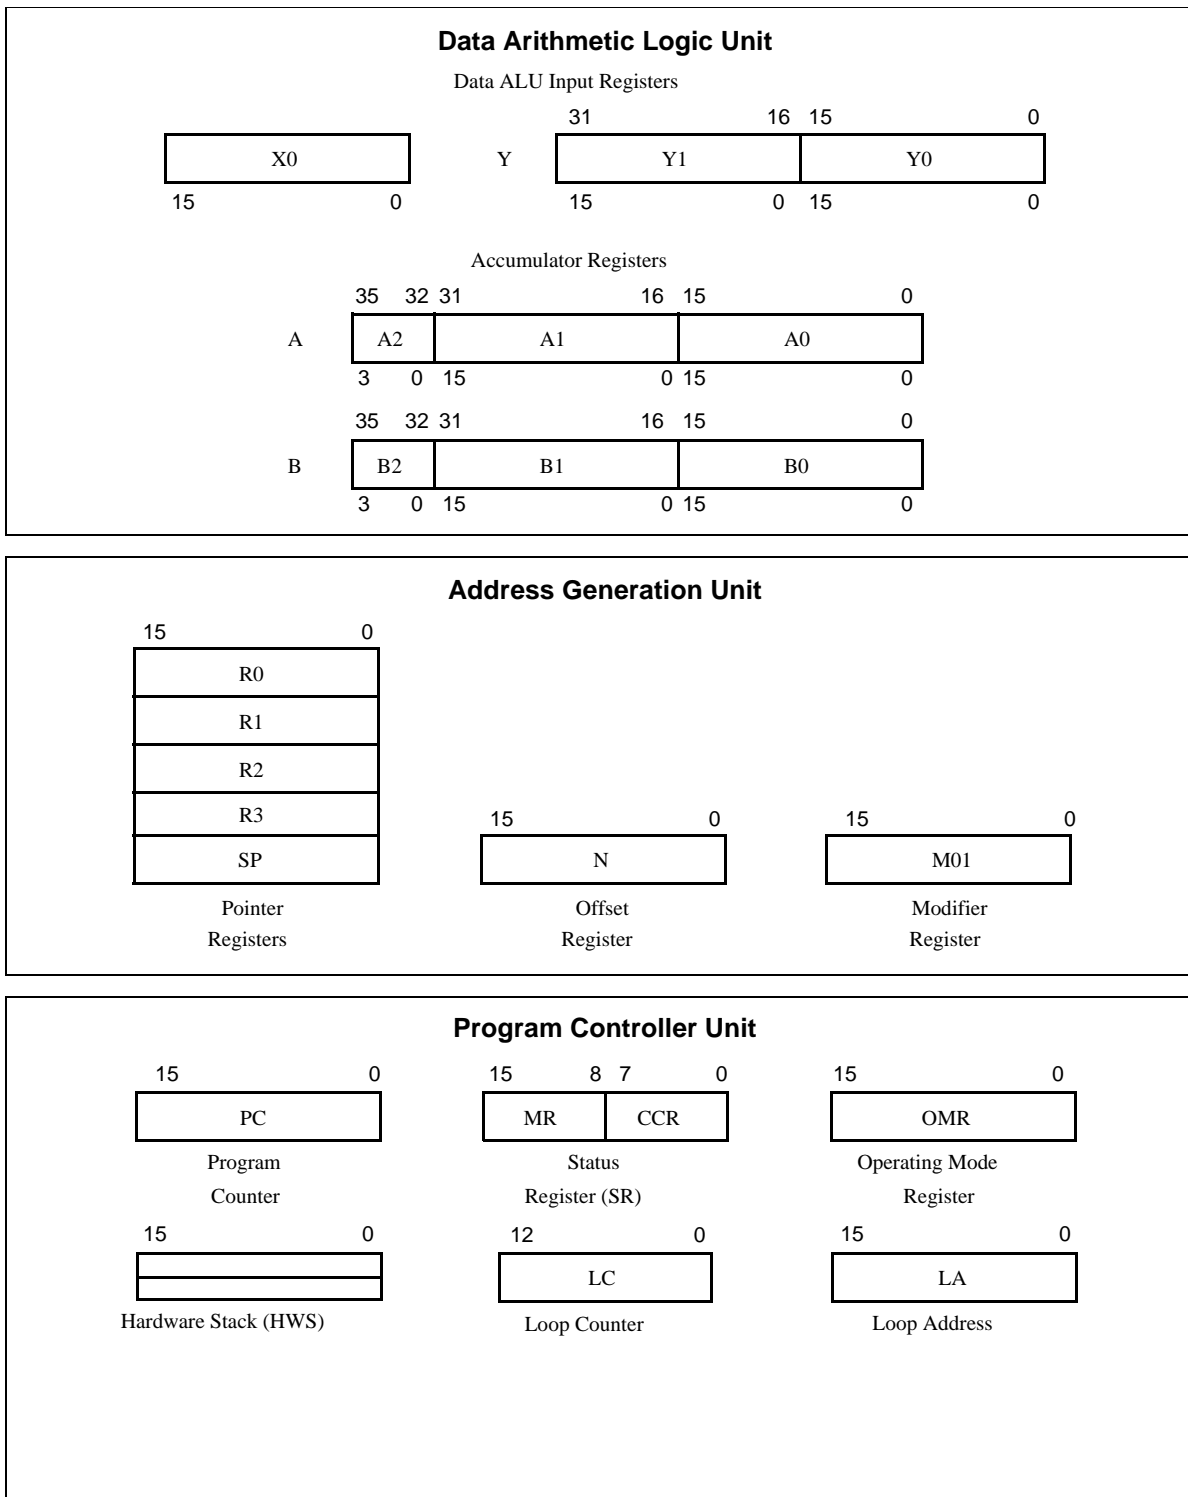 Data Arithmetic Logic Unit
Data ALU Input Registers
31 16 15 0
X0 Y Y1 Y0
15 0 15 0 15 0
Accumulator Registers
35 32 31 16 15 0
A A2 A1 A0
3 0 15 0 15 0
35 32 31 16 15 0
B B2 B1 B0
3 0 15 0 15 0
Address Generation Unit
15 0
R0
R1
R2
R3
15 0 15 0
SP N M01
Pointer Offset Modifier
Registers Register Register
Program Controller Unit
15 0 15 8 7 0 15 0
PC MR CCR OMR
Program Status Operating Mode
Counter Register (SR) Register
15 0 12 0 15 0
LC LA
Hardware Stack (HWS) Loop Counter Loop Address